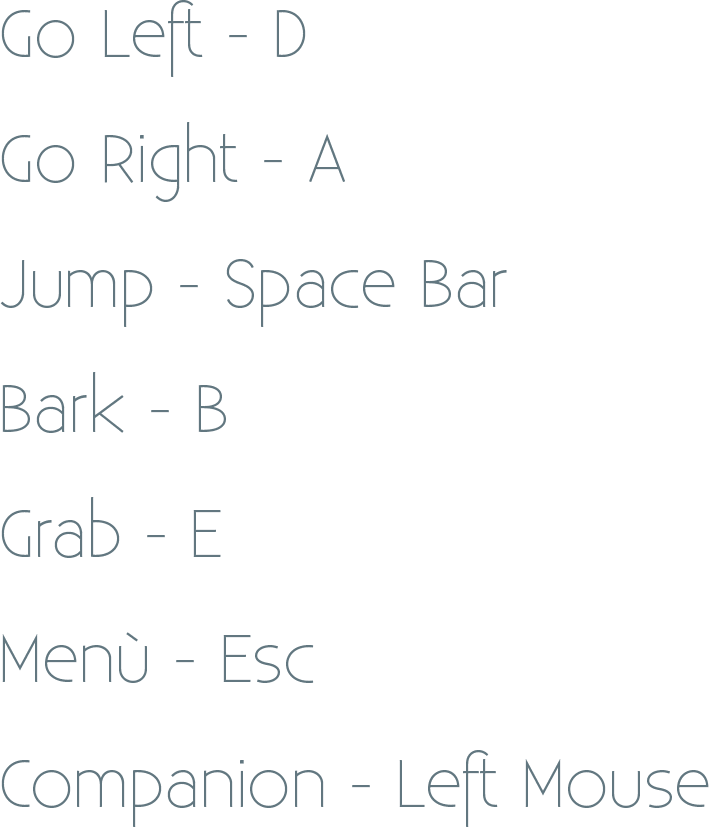 Go Left - D
Go Right - A
Jump - Space Bar
Bark - B
Grab - E
Menù - Esc
Companion - Left Mouse